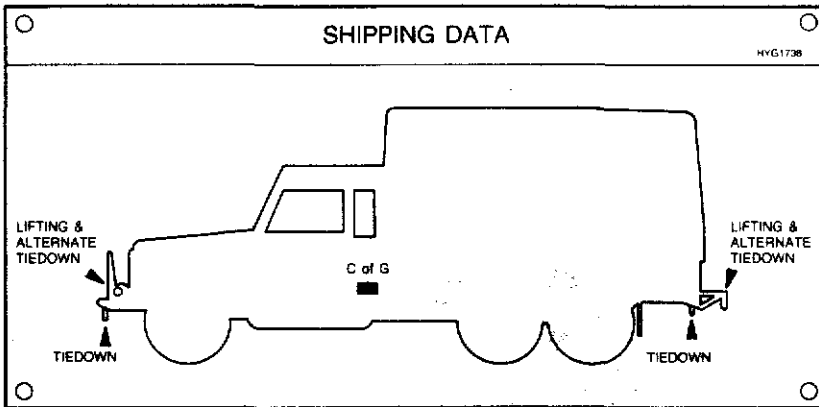 SHIPPING DATA
HYG1738
LIFTING &
ALTERNATE
TIEDOWN
LIFTING &
ALTERNATE
TIEDOWN
C of G
TIEDOWN
TIEDOWN